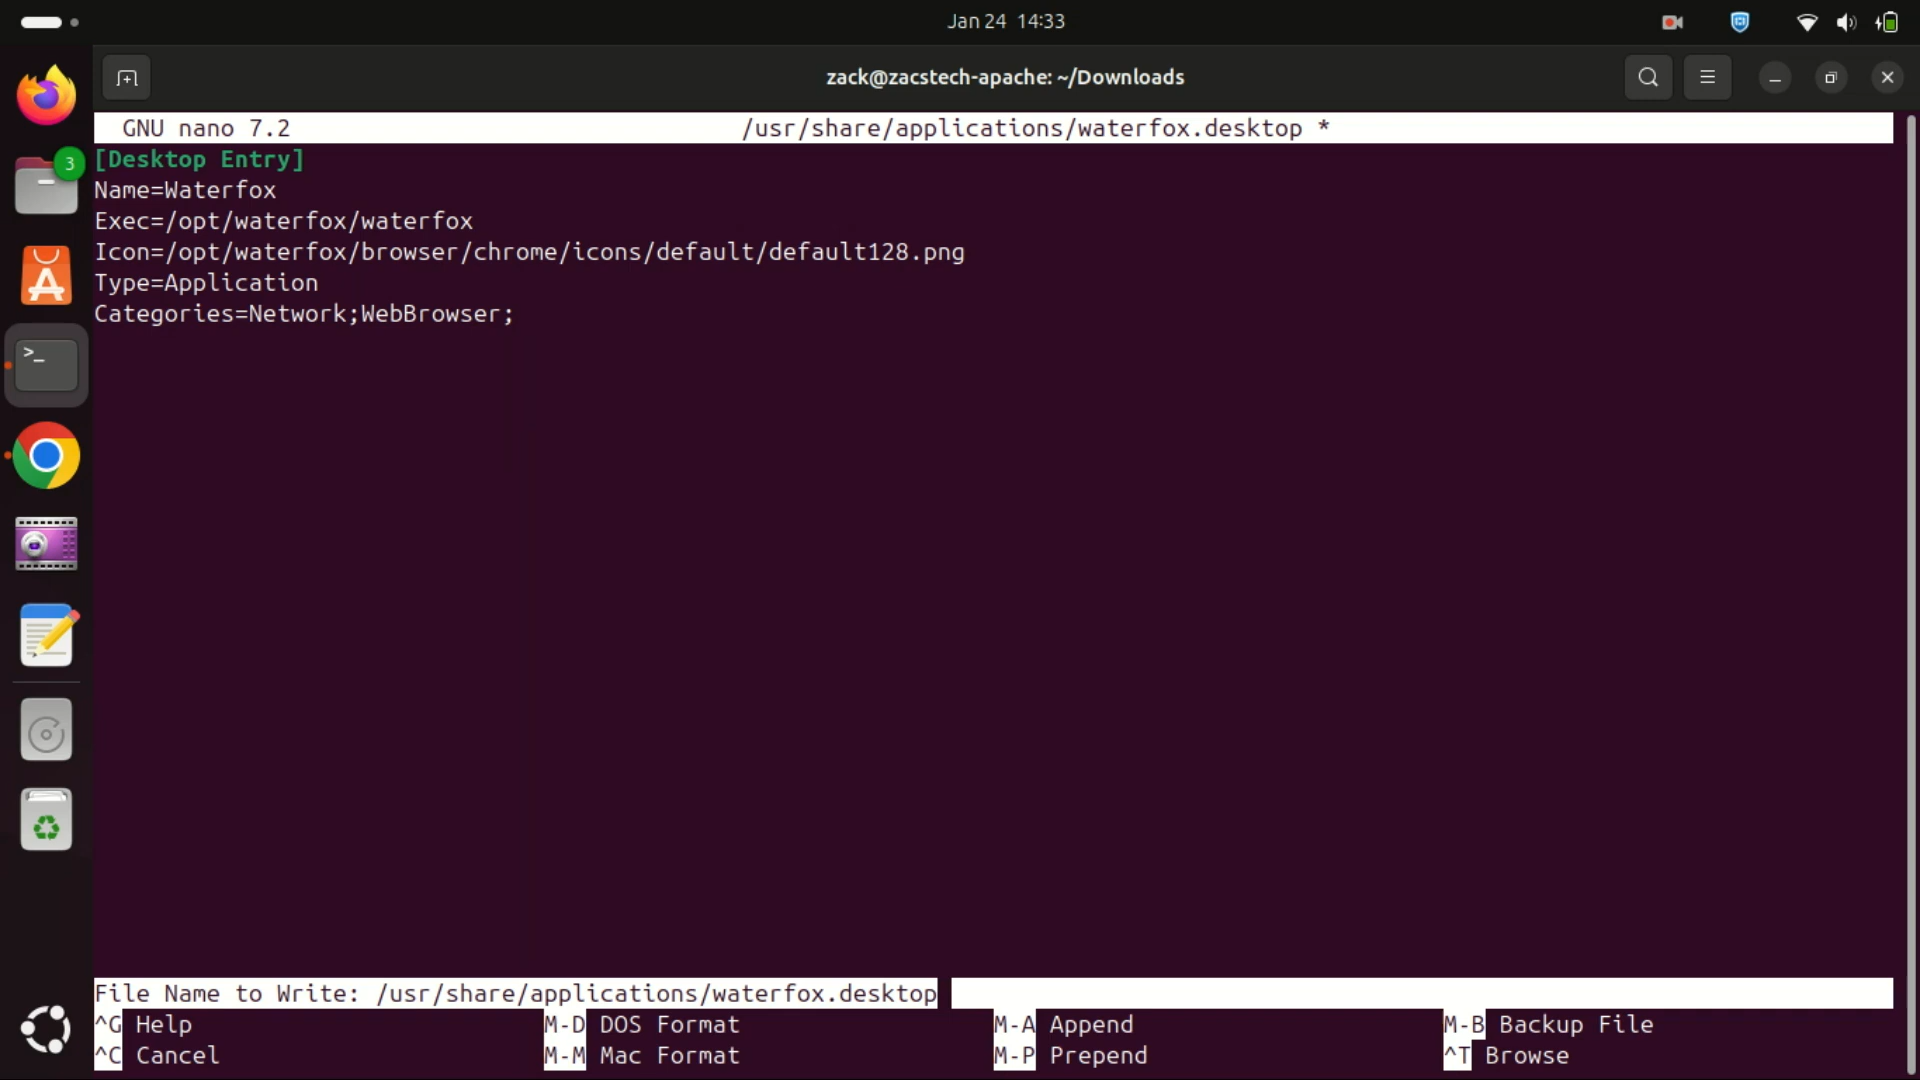 Jan 24 14:33
zack@zacstech-apache: ~/Downloads
GNU nano 7.2 /usr/share/applications/waterfox.desktop *
[Desktop Entry]
Name=Waterfox
Exec=/opt/waterfox/waterfox
Icon=/opt/waterfox/browser/chrome/icons/default/default128.png
Type=Application
Categories=Network;WebBrowser;
3
>_
File Name to Write: /usr/share/applications/waterfox.desktop
^G Help M-D DOS Format M-A Append M-B Backup File
^C Cancel M-M Mac Format M-P Prepend ^T Browse